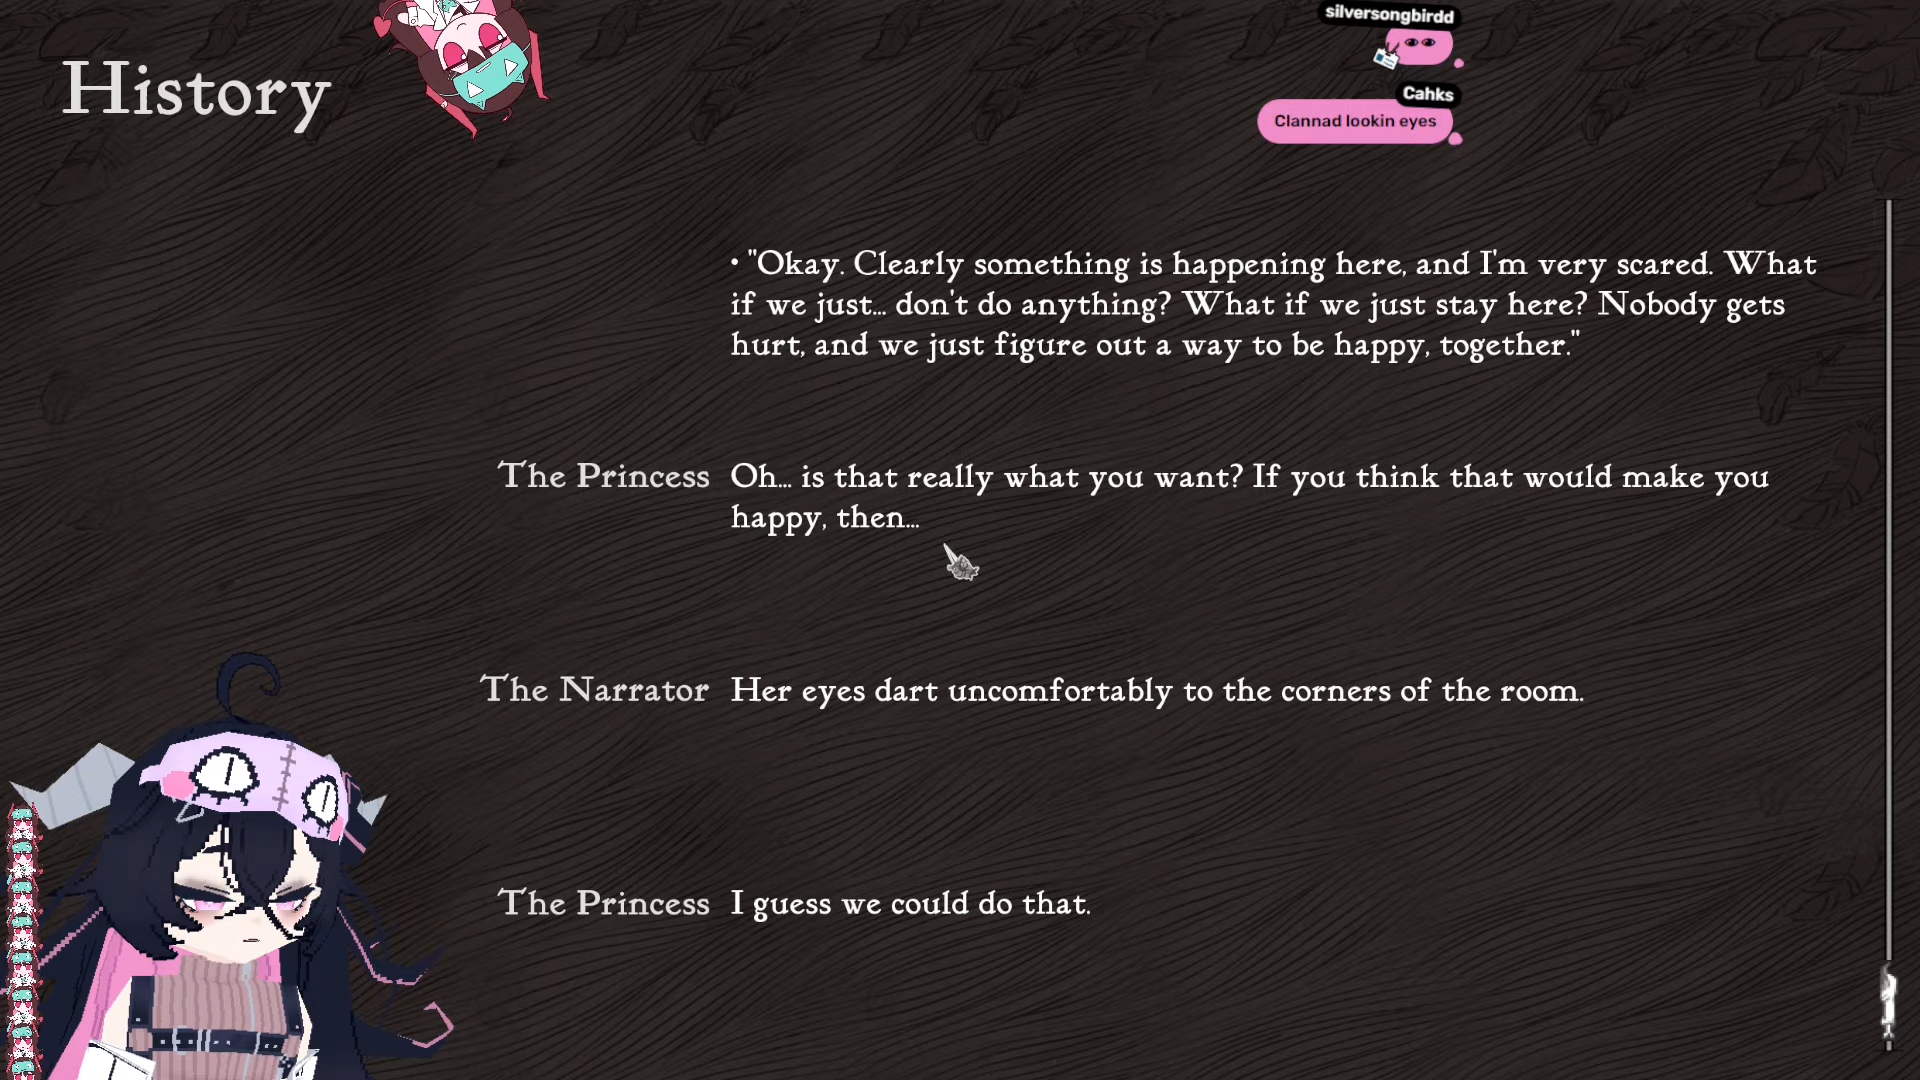 silversongbirdd
History
Cahks
Clannad lookin eyes
• "Okay. Clearly something is happening here, and I'm very scared. What
if we just... don't do anything? What if we just stay here? Nobody gets
hurt, and we just figure out a way to be happy, together."
The Princess Oh... is that really what you want? If you think that would make you
happy, then...
The Narrator Her eyes dart uncomfortably to the corners of the room.
The Princess I guess we could do that.